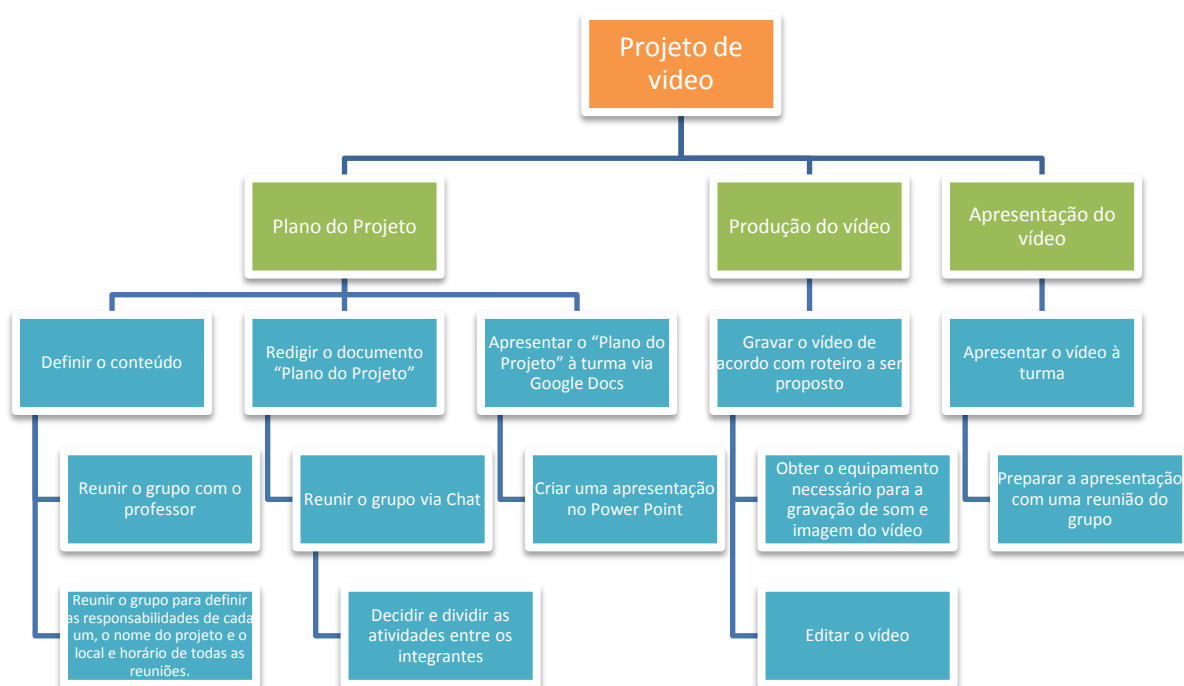 Projeto de
video
Plano do Projeto
Produção do vídeo
Apresentação do
vídeo
Definir o conteúdo
Redigir o documento
“Plano do Projeto”
Apresentar o “Plano do
Projeto” à turma via
Google Docs
Gravar o vídeo de
acordo com roteiro a ser
proposto
Apresentar o vídeo à
turma
Reunir o grupo com o
professor
Reunir o grupo via Chat
Criar uma apresentação
no Power Point
Obter o equipamento
necessário para a
gravação de som e
imagem do vídeo
Preparar a apresentação
com uma reunião do
grupo
Reunir o grupo para definir
as responsabilidades de cada
um, o nome do projeto e o
local e horário de todas as
reuniões.
Decidir e dividir as
atividades entre os
integrantes
Editar o vídeo